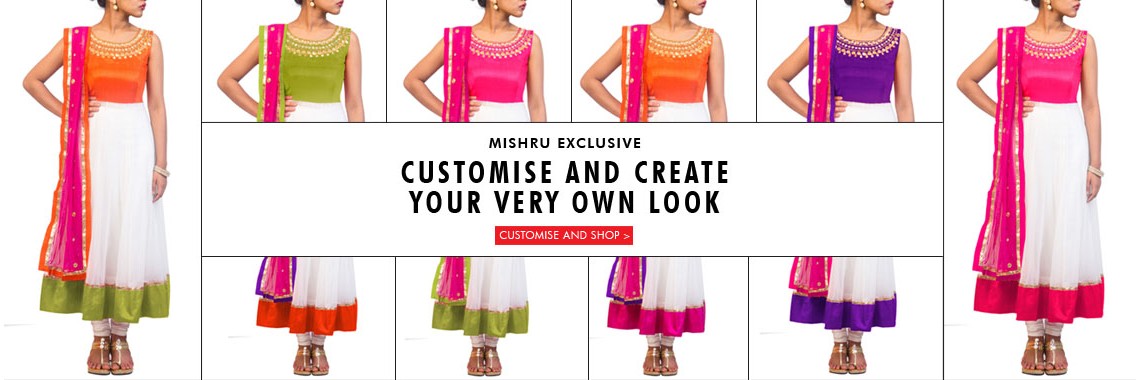 MISHRU EXCLUSIVE
CUSTOMISE AND CREATE
YOUR VERY OWN LOOK
CUSTOMISE AND SHOP >